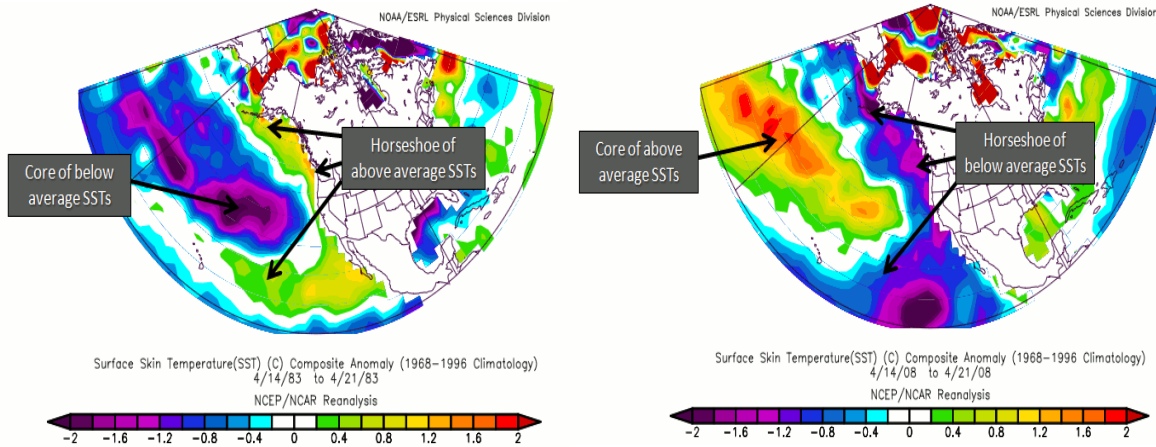 NOAA/ESRL Physical Sciences Division
Core of below
average SSTs
Horseshoe of
above average SSTs
Surface Skin Temperature(SST) (C) Composite Anomaly (1968-1996 Climatology)
4/14/83 to 4/21/83
NCEP/NCAR Reanalysis
-2 -1.6 -1.2 -0.8 -0.4 0 0.4 0.8 1.2 1.6 2
NOAA/ESRL Physical Sciences Division
Core of above
average SSTs
Horseshoe of
below average SSTs
Surface Skin Temperature(SST) (C) Composite Anomaly (1968-1996 Climatology)
4/14/08 to 4/21/08
NCEP/NCAR Reanalysis
-2 -1.6 -1.2 -0.8 -0.4 0 0.4 0.8 1.2 1.6 2